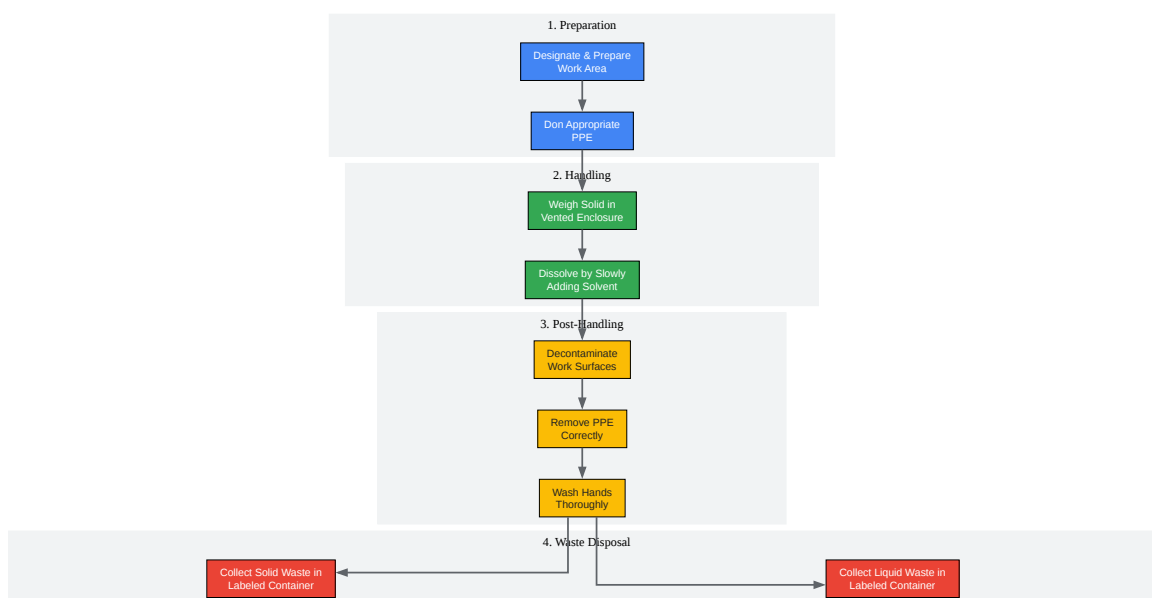 1. Preparation
Designate & Prepare
Work Area
Don Appropriate
PPE
2. Handling
Weigh Solid in
Vented Enclosure
Dissolve by Slowly
Adding Solvent
3. Post-Handling
Decontaminate
Work Surfaces
Remove PPE
Correctly
Wash Hands
Thoroughly
4. Waste Disposal
Collect Solid Waste in
Labeled Container
Collect Liquid Waste in
Labeled Container